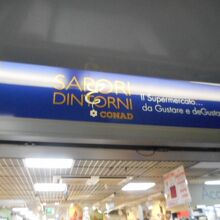 SAPORI
& DINTORNI
CONAD
Il Supermercato...
da Gustare e deGusta